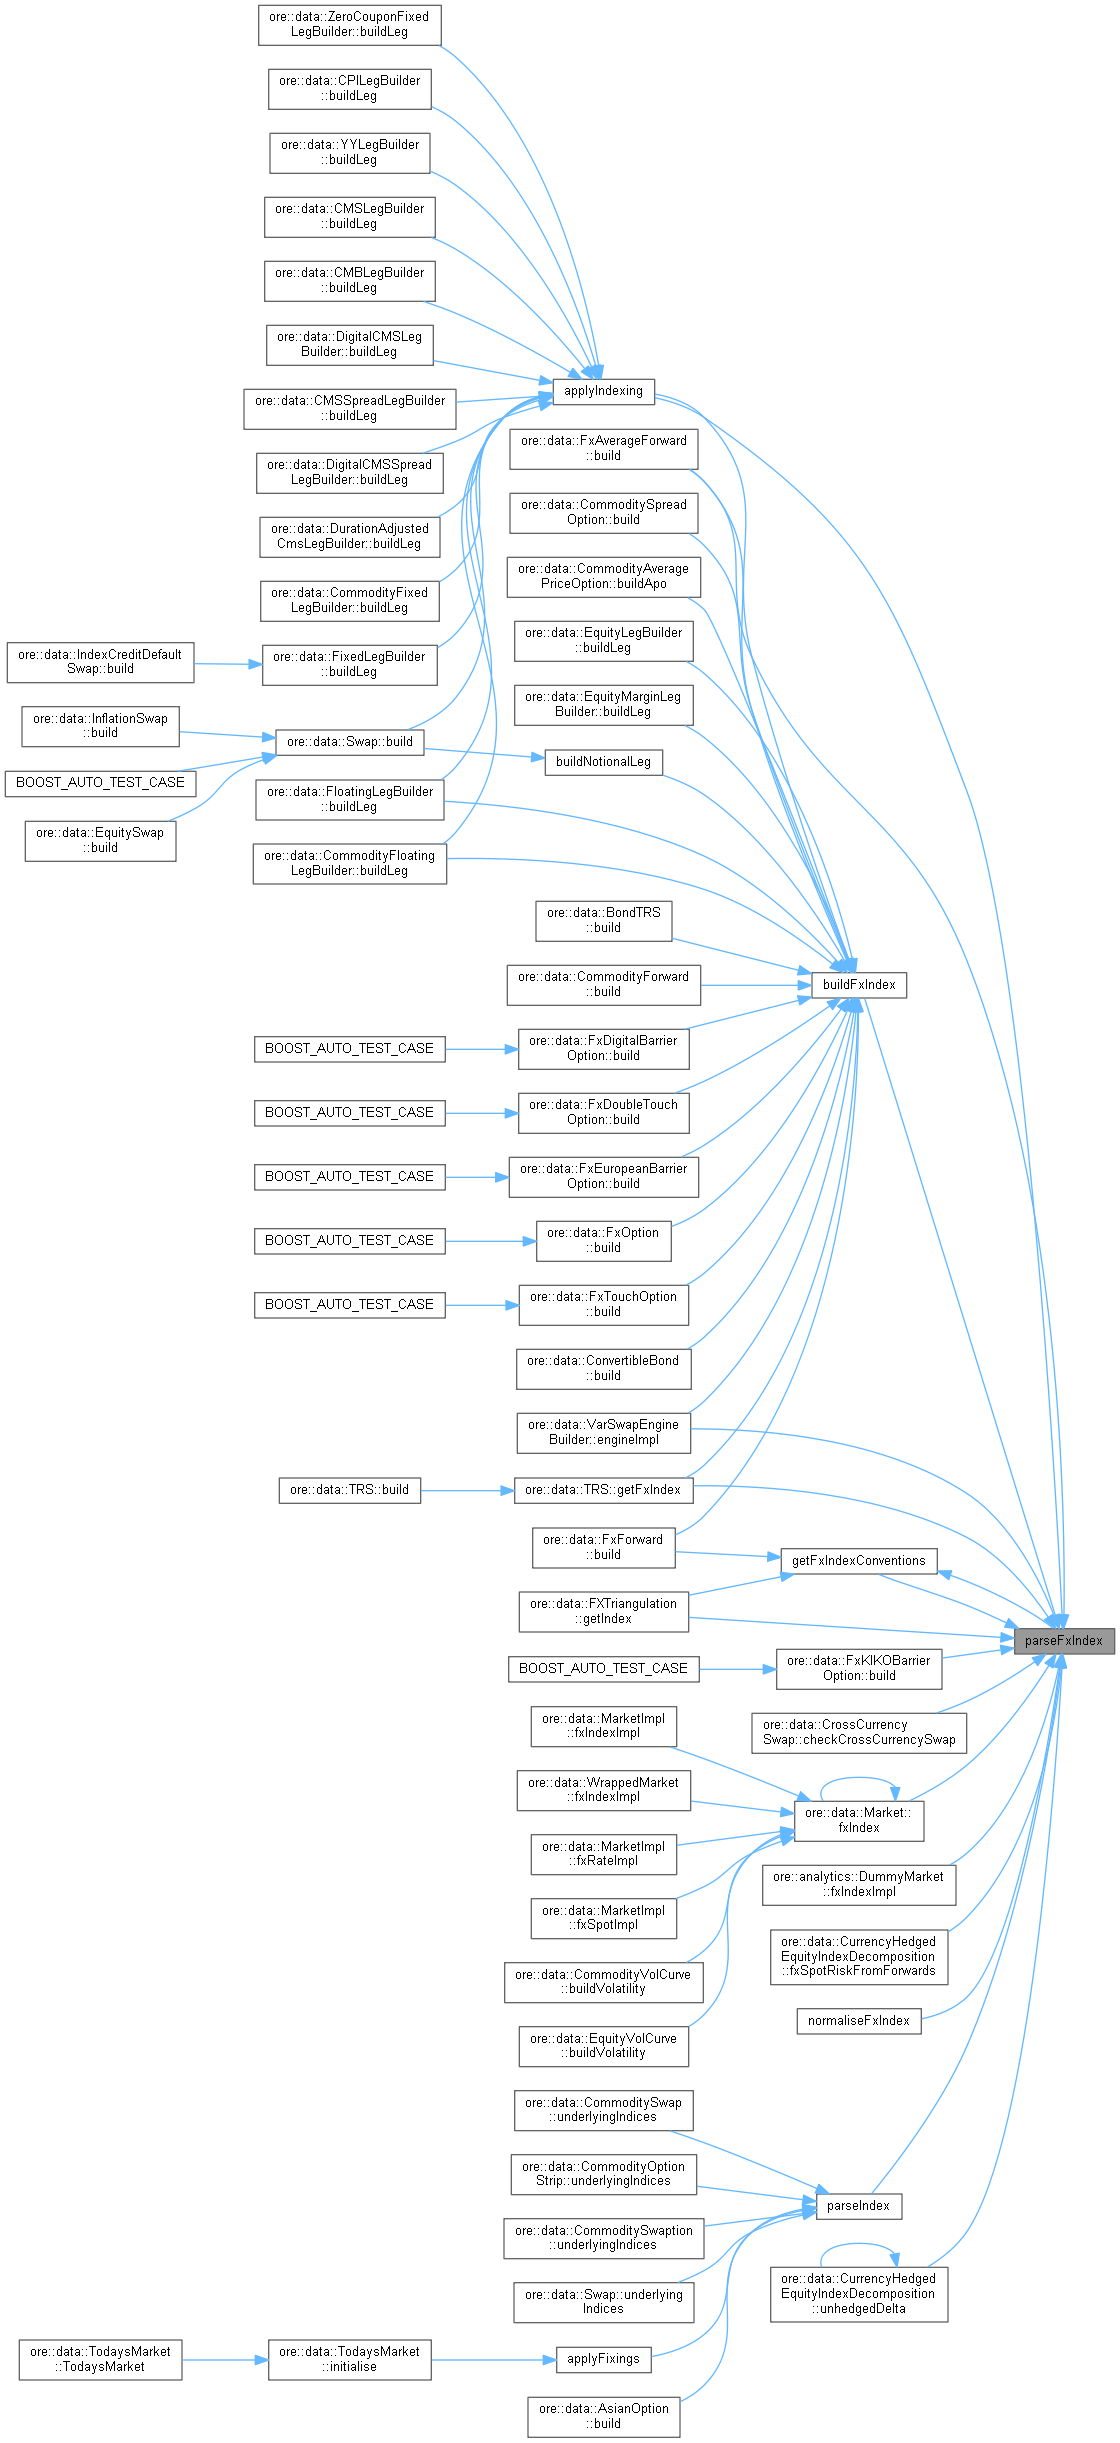 ore::data::ZeroCouponFixed
LegBuilder::buildLeg
ore::data::CPILegBuilder
::buildLeg
ore::data::YYLegBuilder
::buildLeg
ore::data::CMSLegBuilder
::buildLeg
ore::data::CMBLegBuilder
::buildLeg
ore::data::DigitalCMSLeg
Builder::buildLeg
applyIndexing
ore::data::CMSSpreadLegBuilder
::buildLeg
ore::data::FxAverageForward
::build
ore::data::DigitalCMSSpread
LegBuilder::buildLeg
ore::data::CommoditySpread
Option::build
ore::data::DurationAdjusted
CmsLegBuilder::buildLeg
ore::data::CommodityAverage
PriceOption::buildApo
ore::data::CommodityFixed
LegBuilder::buildLeg
ore::data::EquityLegBuilder
::buildLeg
ore::data::IndexCreditDefault
Swap::build
ore::data::FixedLegBuilder
::buildLeg
ore::data::EquityMarginLeg
Builder::buildLeg
ore::data::InflationSwap
::build
ore::data::Swap::build
buildNotionalLeg
BOOST_AUTO_TEST_CASE
ore::data::FloatingLegBuilder
::buildLeg
ore::data::EquitySwap
::build
ore::data::CommodityFloating
LegBuilder::buildLeg
ore::data::BondTRS
::build
ore::data::CommodityForward
::build
buildFxIndex
BOOST_AUTO_TEST_CASE
ore::data::FxDigitalBarrier
Option::build
BOOST_AUTO_TEST_CASE
ore::data::FxDoubleTouch
Option::build
BOOST_AUTO_TEST_CASE
ore::data::FxEuropeanBarrier
Option::build
BOOST_AUTO_TEST_CASE
ore::data::FxOption
::build
BOOST_AUTO_TEST_CASE
ore::data::FxTouchOption
::build
ore::data::ConvertibleBond
::build
ore::data::VarSwapEngine
Builder::engineImpl
ore::data::TRS::build
ore::data::TRS::getFxIndex
ore::data::FxForward
::build
getFxIndexConventions
ore::data::FXTriangulation
::getIndex
parseFxIndex
BOOST_AUTO_TEST_CASE
ore::data::FxKIKOBarrier
Option::build
ore::data::CrossCurrency
Swap::checkCrossCurrencySwap
ore::data::MarketImpl
::fxIndexImpl
ore::data::WrappedMarket
::fxIndexImpl
ore::data::Market::
fxIndex
ore::data::MarketImpl
::fxRateImpl
ore::analytics::DummyMarket
::fxIndexImpl
ore::data::MarketImpl
::fxSpotImpl
ore::data::CurrencyHedged
EquityIndexDecomposition
::fxSpotRiskFromForwards
ore::data::CommodityVolCurve
::buildVolatility
normaliseFxIndex
ore::data::EquityVolCurve
::buildVolatility
ore::data::CommoditySwap
::underlyingIndices
ore::data::CommodityOption
Strip::underlyingIndices
parseIndex
ore::data::CommoditySwaption
::underlyingIndices
ore::data::Swap::underlying
Indices
ore::data::CurrencyHedged
EquityIndexDecomposition
::unhedgedDelta
ore::data::TodaysMarket
::TodaysMarket
ore::data::TodaysMarket
::initialise
applyFixings
ore::data::AsianOption
::build